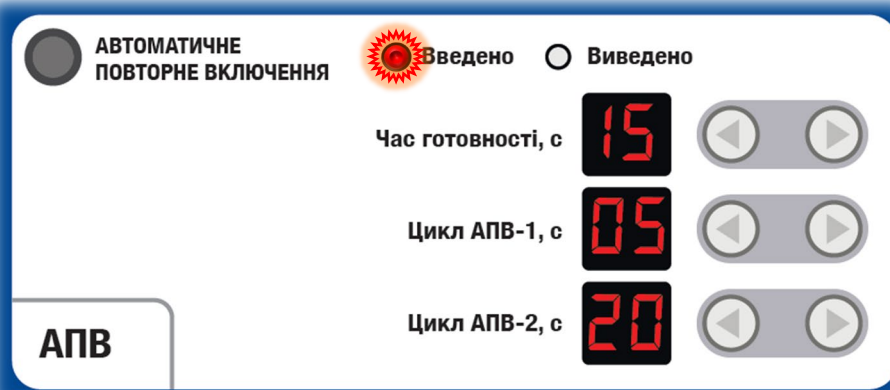 АВТОМАТИЧНЕ
ПОВТОРНЕ ВКЛЮЧЕННЯ
Введено
Виведено
Час готовності, с 15
Цикл АПВ-1, с 05
Цикл АПВ-2, с 20
АПВ